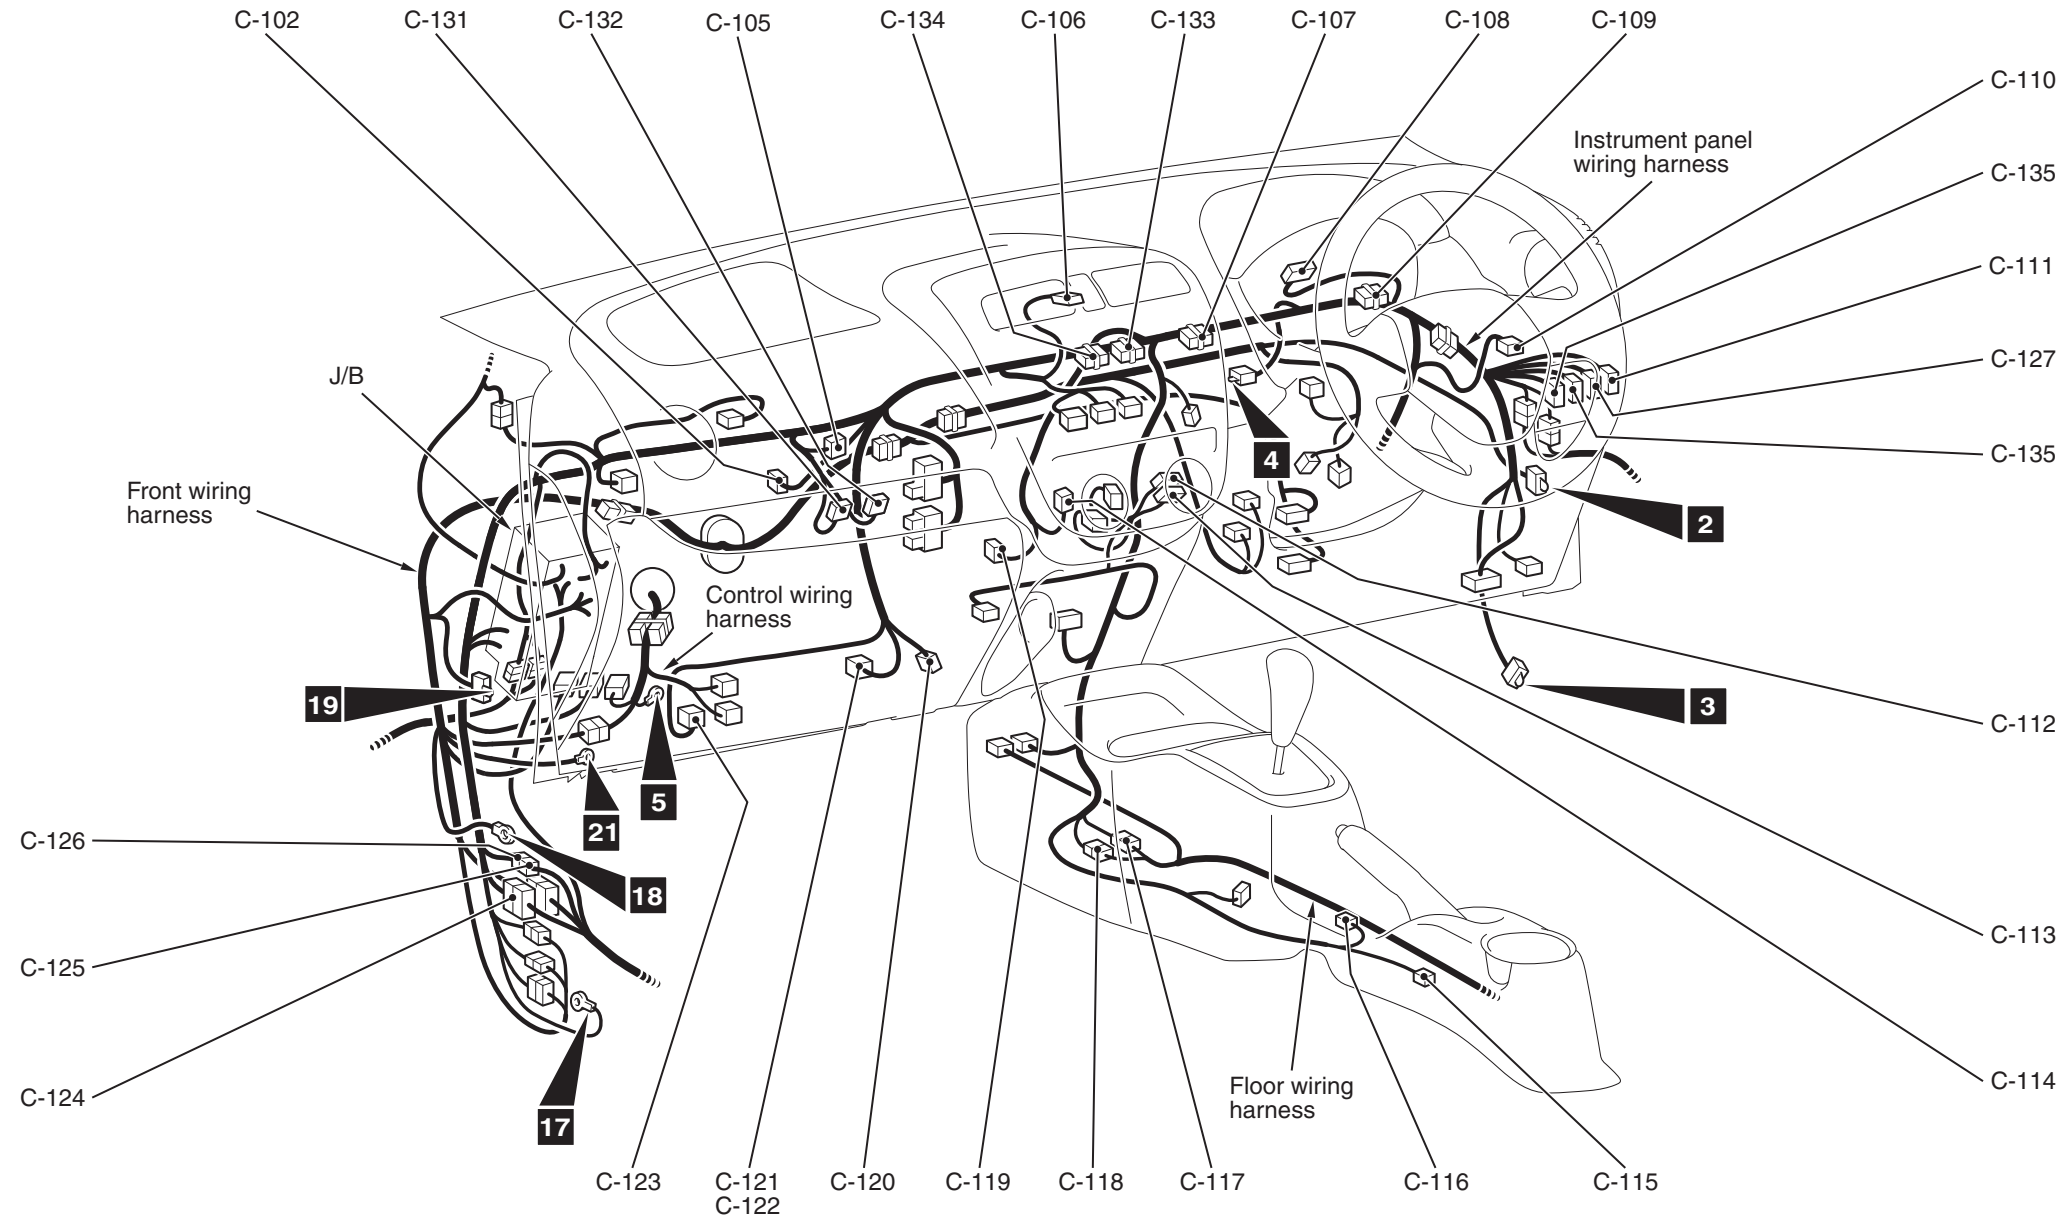 C-102
C-131
C-132
C-105
C-134
C-106
C-133
C-107
C-108
C-109
C-110
Instrument panel
wiring harness
C-135
C-111
C-127
C-135
J/B
Front wiring
harness
4
2
Control wiring
harness
19
3
C-112
5
21
C-126
18
C-125
C-113
C-124
17
Floor wiring
harness
C-114
C-123
C-121
C-122
C-120
C-119
C-118
C-117
C-116
C-115